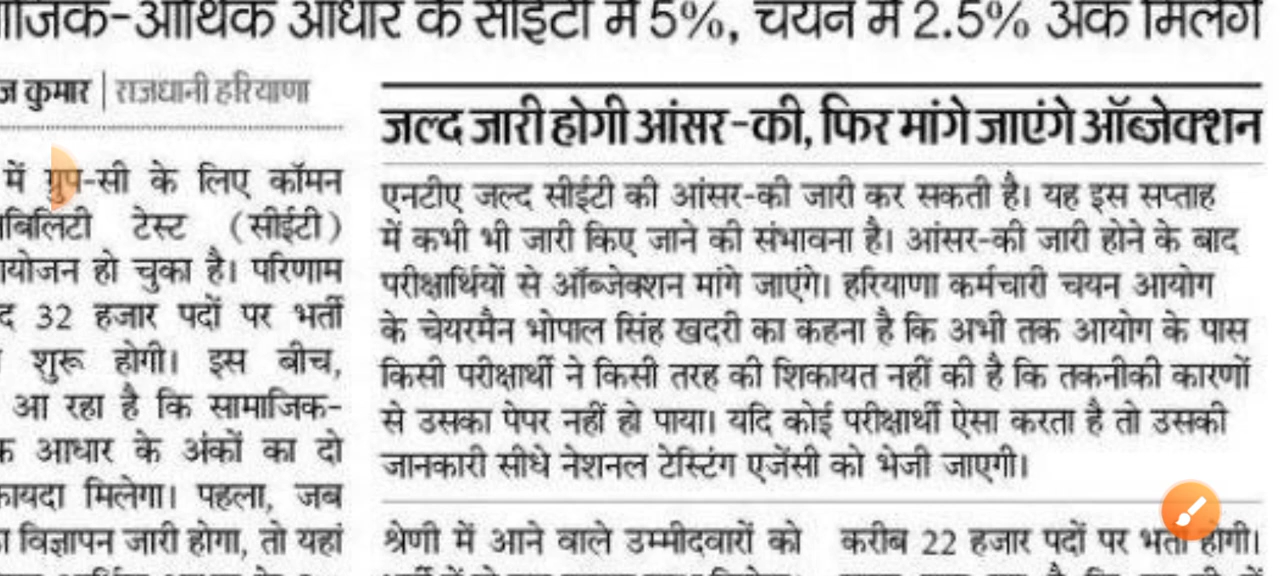 सीईटी में 5%, चयन में 2.5% अंक मिलेंगे
कुमार | राजधानी हरियाणा
में ग्रुप-सी के लिए कॉमन
टेस्ट (सीईटी)
हो चुका है। परिणाम
32 हजार पदों पर भर्ती
शुरू होगी। इस बीच,
आ रहा है कि सामाजिक-
आधार के अंकों का दो
मिलेगा। पहला, जब
विज्ञापन जारी होगा, तो यहां
जल्द जारी होगी आंसर-की, फिर मांगे जाएंगे ऑब्जेक्शन
एनटीए जल्द सीईटी की आंसर-की जारी कर सकती है। यह इस सप्ताह
में कभी भी जारी किए जाने की संभावना है। आंसर-की जारी होने के बाद
परीक्षार्थियों से ऑब्जेक्शन मांगे जाएंगे। हरियाणा कर्मचारी चयन आयोग
के चेयरमैन भोपाल सिंह खदरी का कहना है कि अभी तक आयोग के पास
किसी परीक्षार्थी ने किसी तरह की शिकायत नहीं की है कि तकनीकी कारणों
से उसका पेपर नहीं हो पाया। यदि कोई परीक्षार्थी ऐसा करता है तो उसकी
जानकारी सीधे नेशनल टेस्टिंग एजेंसी को भेजी जाएगी।
श्रेणी में आने वाले उम्मीदवारों को
करीब 22 हजार पदों पर भर्ती होगी।